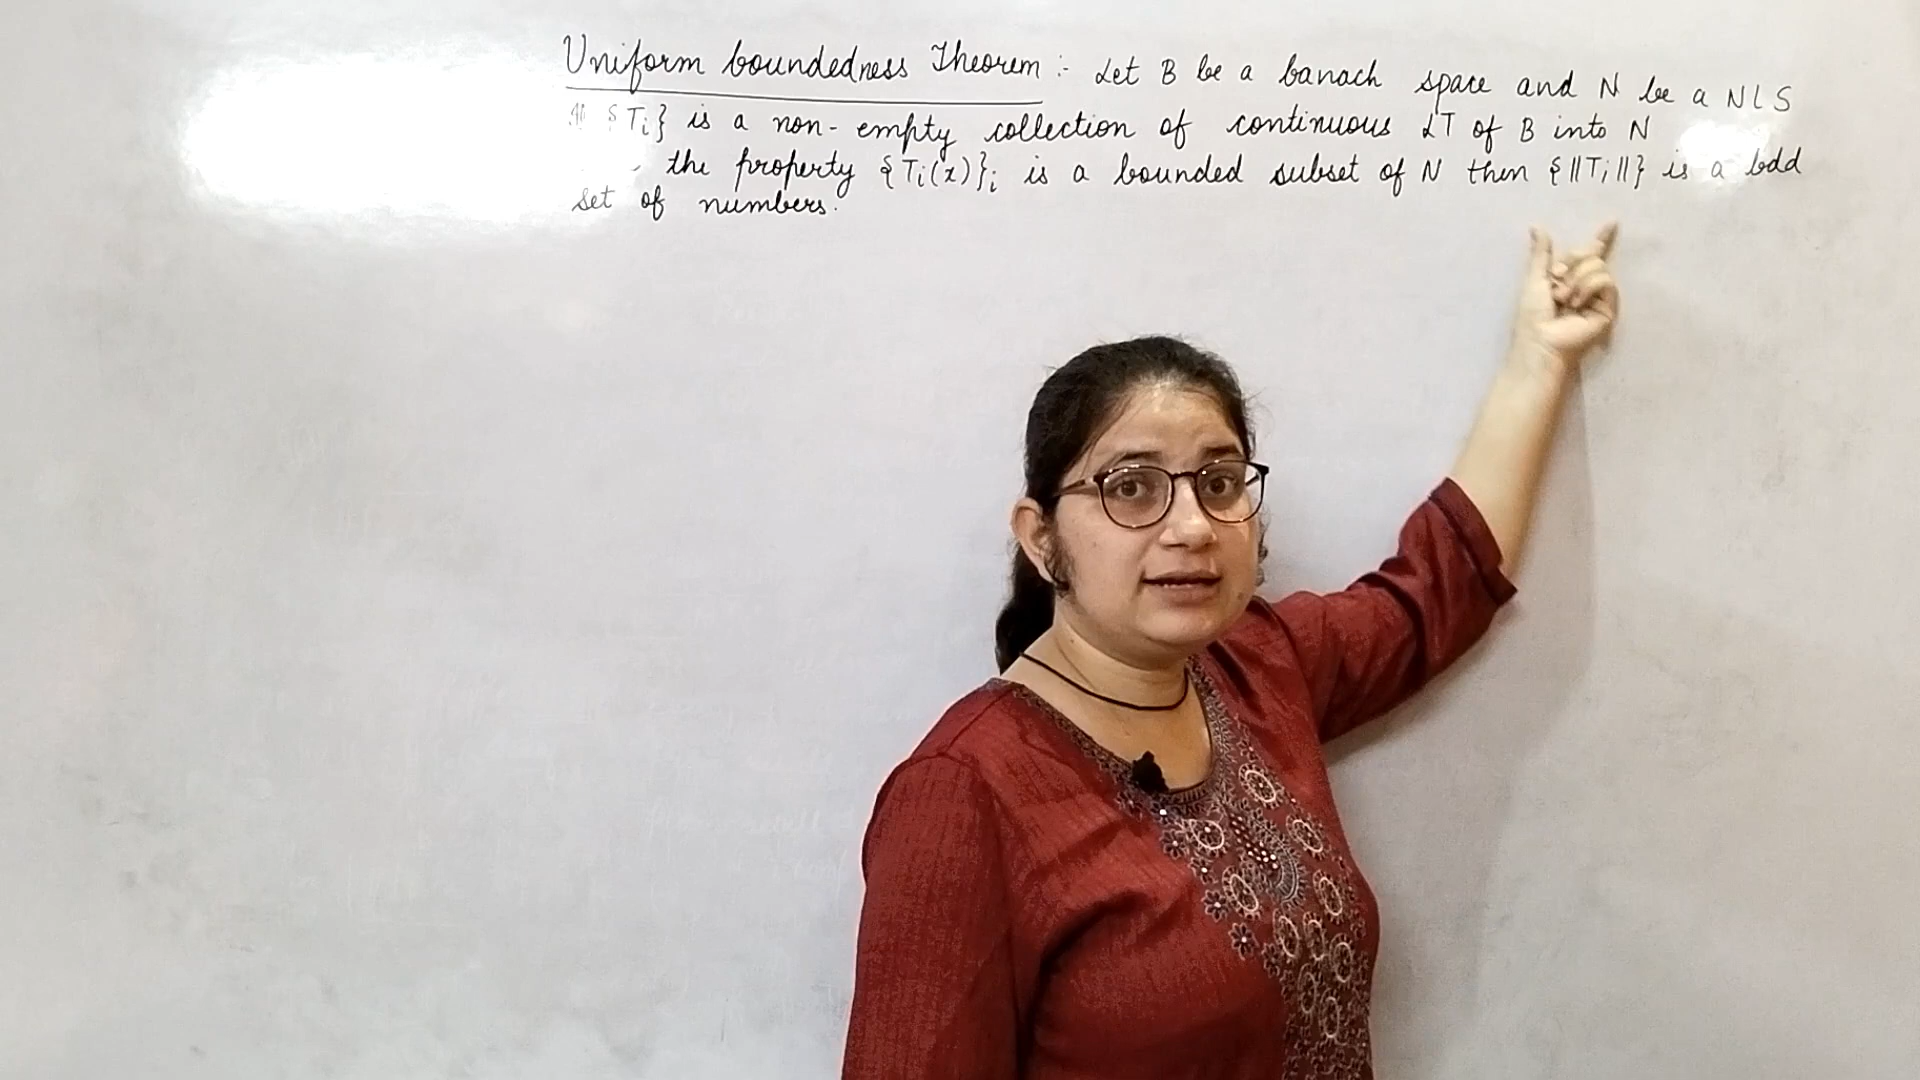 Uniform boundedness Theorem :- Let B be a banach space and N be a NLS
If {Ti} is a non-empty collection of continuous LT of B into N
the property {Ti(x)}i is a bounded subset of N then {||Ti||} is a bdd
set of numbers.